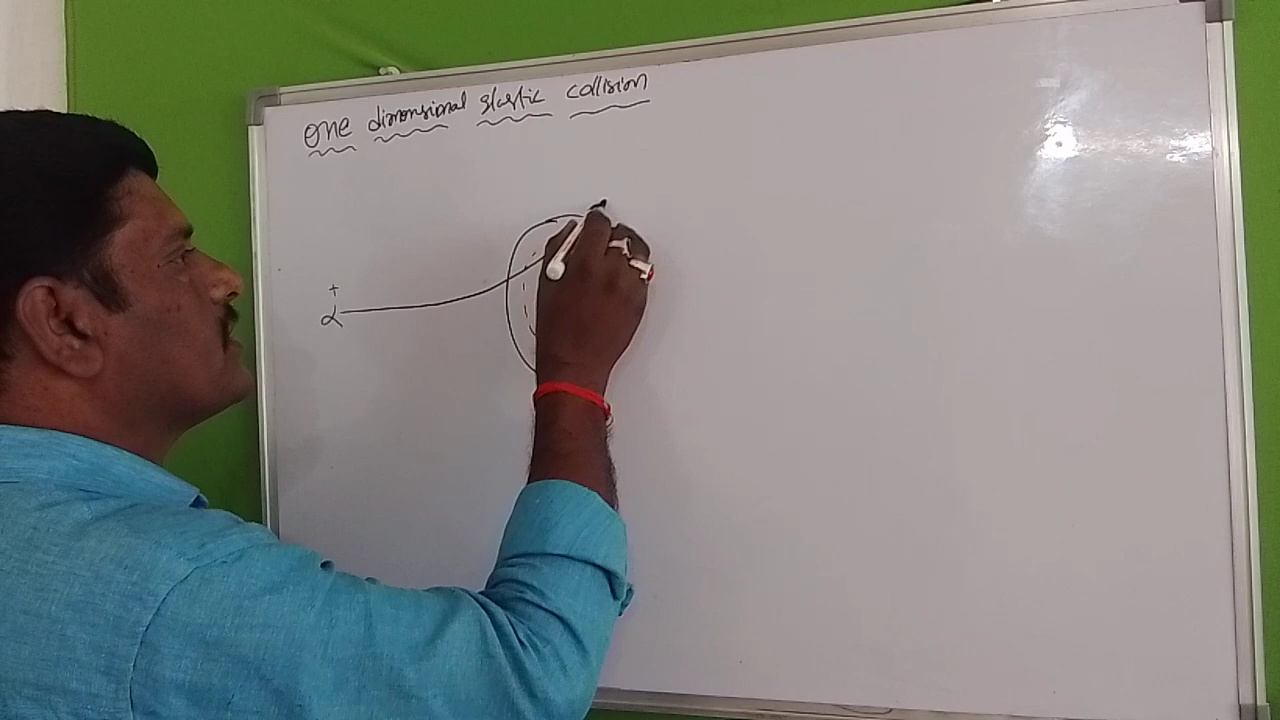 one dimensional elastic collision
+
α